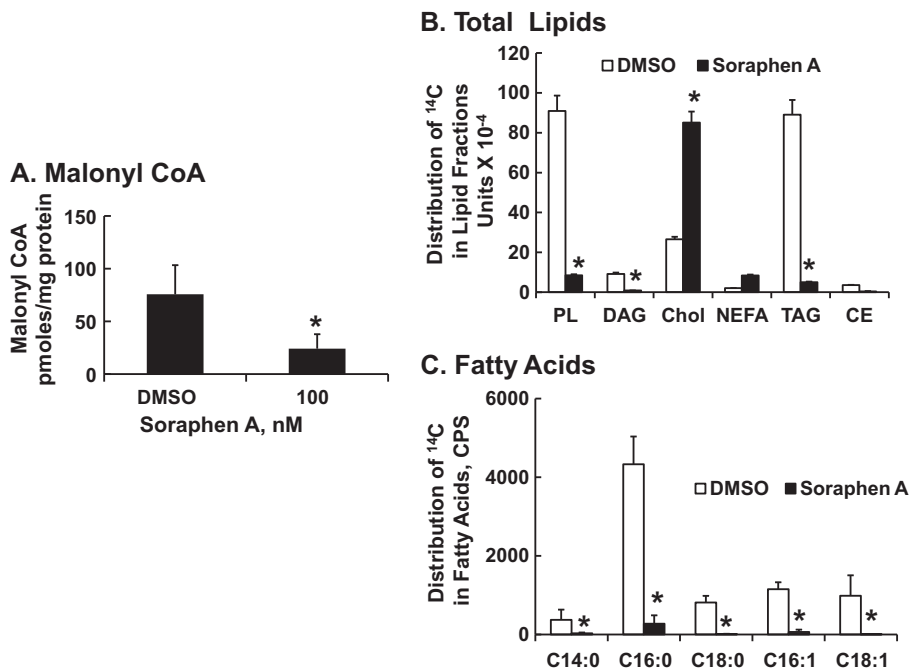 A. Malonyl CoA
Malonyl CoA
pmoles/mg protein
150
100
50
0
*
DMSO
100
Soraphen A, nM
B. Total Lipids
Distribution of ¹⁴C
in Lipid Fractions
Units X 10⁻⁴
120
100
80
60
40
20
0
DMSO Soraphen A
* * * *
PL DAG Chol NEFA TAG CE
C. Fatty Acids
Distribution of ¹⁴C
in Fatty Acids, CPS
6000
4000
2000
0
DMSO Soraphen A
* * * * *
C14:0 C16:0 C18:0 C16:1 C18:1